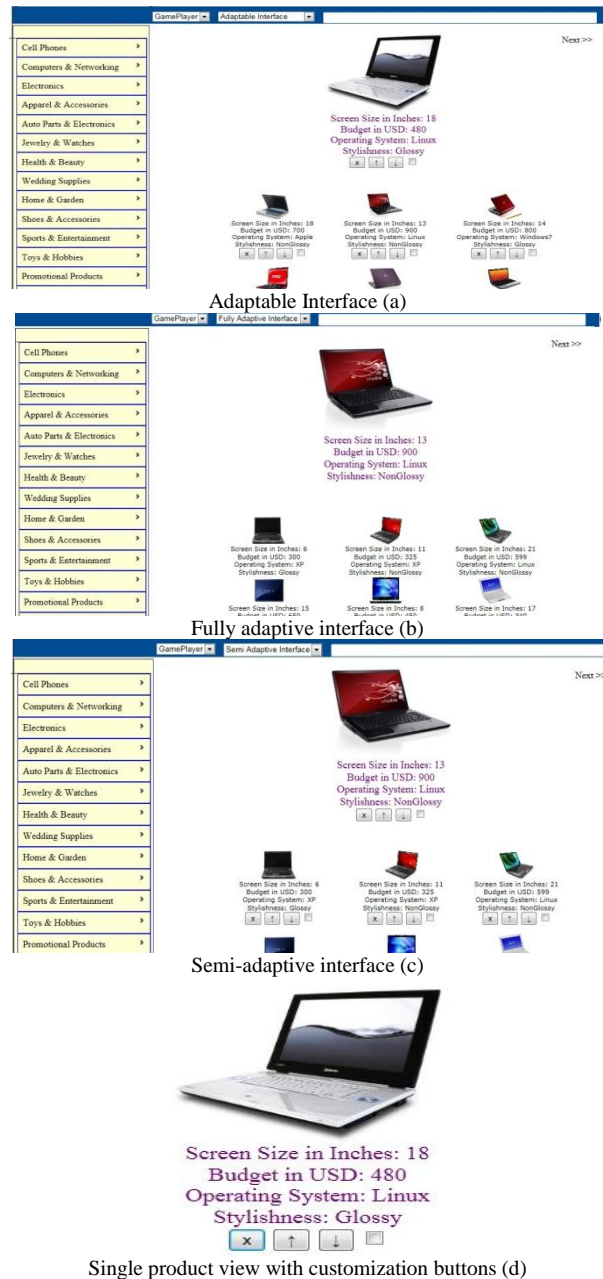 GamePlayer Adaptable Interface
Next >>
Cell Phones
Computers & Networking
Electronics
Apparel & Accessories
Auto Parts & Electronics
Jewelry & Watches
Health & Beauty
Wedding Supplies
Home & Garden
Shoes & Accessories
Sports & Entertainment
Toys & Hobbies
Promotional Products
Screen Size in Inches: 18
Budget in USD: 480
Operating System: Linux
Stylishness: Glossy
x ↑ ↓
Screen Size in Inches: 18
Budget in USD: 700
Operating System: Apple
Stylishness: NonGlossy
x ↑ ↓
Screen Size in Inches: 13
Budget in USD: 900
Operating System: Linux
Stylishness: NonGlossy
x ↑ ↓
Screen Size in Inches: 14
Budget in USD: 800
Operating System: Windows7
Stylishness: Glossy
x ↑ ↓
Adaptable Interface (a)
GamePlayer Fully Adaptive Interface
Next >>
Cell Phones
Computers & Networking
Electronics
Apparel & Accessories
Auto Parts & Electronics
Jewelry & Watches
Health & Beauty
Wedding Supplies
Home & Garden
Shoes & Accessories
Sports & Entertainment
Toys & Hobbies
Promotional Products
Screen Size in Inches: 13
Budget in USD: 900
Operating System: Linux
Stylishness: NonGlossy
Screen Size in Inches: 6
Budget in USD: 300
Operating System: XP
Stylishness: Glossy
Screen Size in Inches: 11
Budget in USD: 325
Operating System: XP
Stylishness: NonGlossy
Screen Size in Inches: 21
Budget in USD: 599
Operating System: Linux
Stylishness: NonGlossy
Screen Size in Inches: 15
Screen Size in Inches: 8
Screen Size in Inches: 17
Fully adaptive interface (b)
GamePlayer Semi Adaptive Interface
Next >>
Cell Phones
Computers & Networking
Electronics
Apparel & Accessories
Auto Parts & Electronics
Jewelry & Watches
Health & Beauty
Wedding Supplies
Home & Garden
Shoes & Accessories
Sports & Entertainment
Toys & Hobbies
Promotional Products
Screen Size in Inches: 13
Budget in USD: 900
Operating System: Linux
Stylishness: NonGlossy
x ↑ ↓
Screen Size in Inches: 6
Budget in USD: 300
Operating System: XP
Stylishness: Glossy
x ↑ ↓
Screen Size in Inches: 11
Budget in USD: 325
Operating System: XP
Stylishness: NonGlossy
x ↑ ↓
Screen Size in Inches: 21
Budget in USD: 599
Operating System: Linux
Stylishness: NonGlossy
x ↑ ↓
Semi-adaptive interface (c)
Screen Size in Inches: 18
Budget in USD: 480
Operating System: Linux
Stylishness: Glossy
x ↑ ↓
Single product view with customization buttons (d)